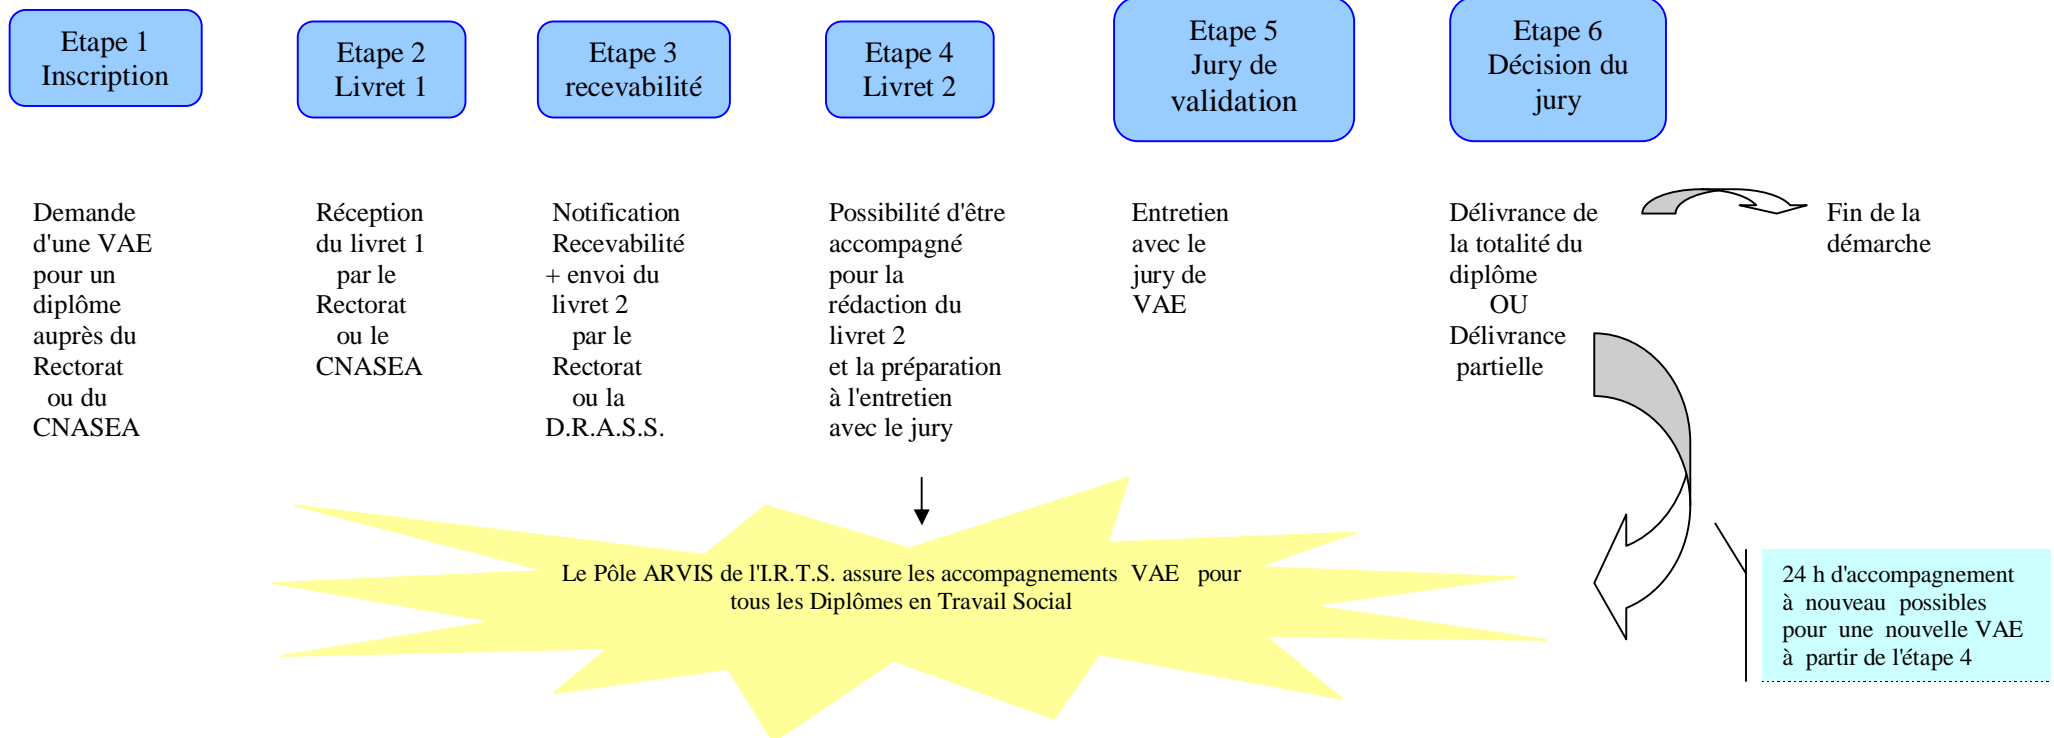 Etape 1
Inscription
Etape 2
Livret 1
Etape 3
recevabilité
Etape 4
Livret 2
Etape 5
Jury de
validation
Etape 6
Décision du
jury
Demande
d'une VAE
pour un
diplôme
auprès du
Rectorat
ou du
CNASEA
Réception
du livret 1
par le
Rectorat
ou le
CNASEA
Notification
Recevabilité
+ envoi du
livret 2
par le
Rectorat
ou la
D.R.A.S.S.
Possibilité d'être
accompagné
pour la
rédaction du
livret 2
et la préparation
à l'entretien
avec le jury
Entretien
avec le
jury de
VAE
Délivrance de
la totalité du
diplôme
OU
Délivrance
partielle
Fin de la
démarche
Le Pôle ARVIS de l'I.R.T.S. assure les accompagnements VAE pour
tous les Diplômes en Travail Social
24 h d'accompagnement
à nouveau possibles
pour une nouvelle VAE
à partir de l'étape 4